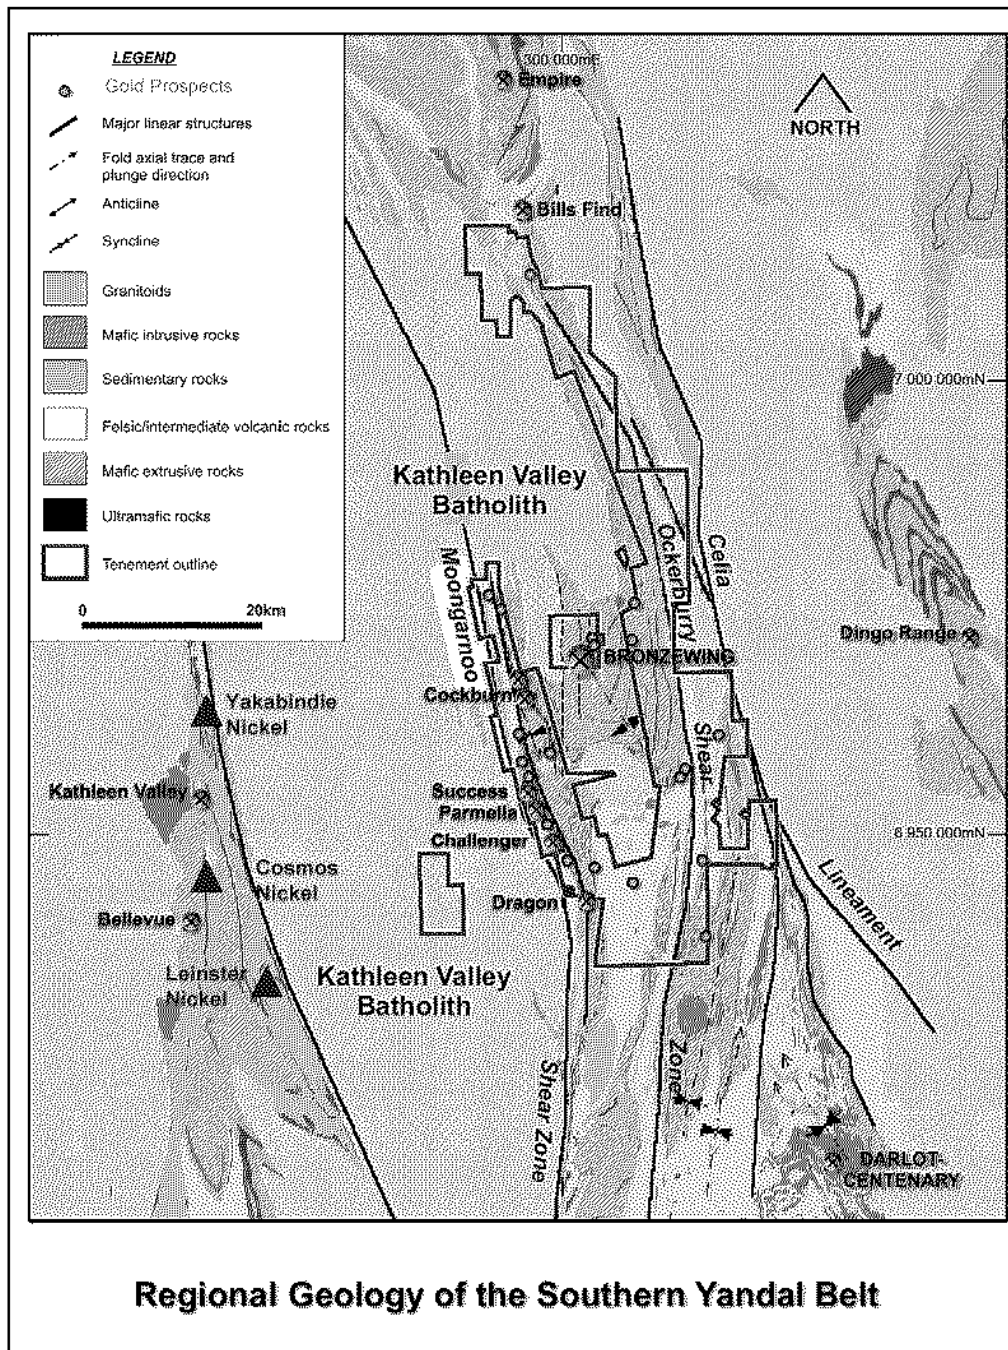 LEGEND
Gold Prospects
Major linear structures
Fold axial trace and
plunge direction
Anticline
Syncline
Granitoids
Mafic intrusive rocks
Sedimentary rocks
Felsic/intermediate volcanic rocks
Mafic extrusive rocks
Ultramafic rocks
Tenement outline
0 20km
300 000mE
Empire
NORTH
Bills Find
7 000 000mN
Kathleen Valley
Batholith
Celia
Ockerburry
Moongarnoo
Dingo Range
BRONZEWING
Cockburn
Yakabindie
Nickel
Shear
Kathleen Valley
Success
Parmelia
Challenger
6 950 000mN
Lineament
Cosmos
Nickel
Dragon
Bellevue
Leinster
Nickel
Kathleen Valley
Batholith
Shear Zone
Zone
DARLOT-
CENTENARY
Regional Geology of the Southern Yandal Belt